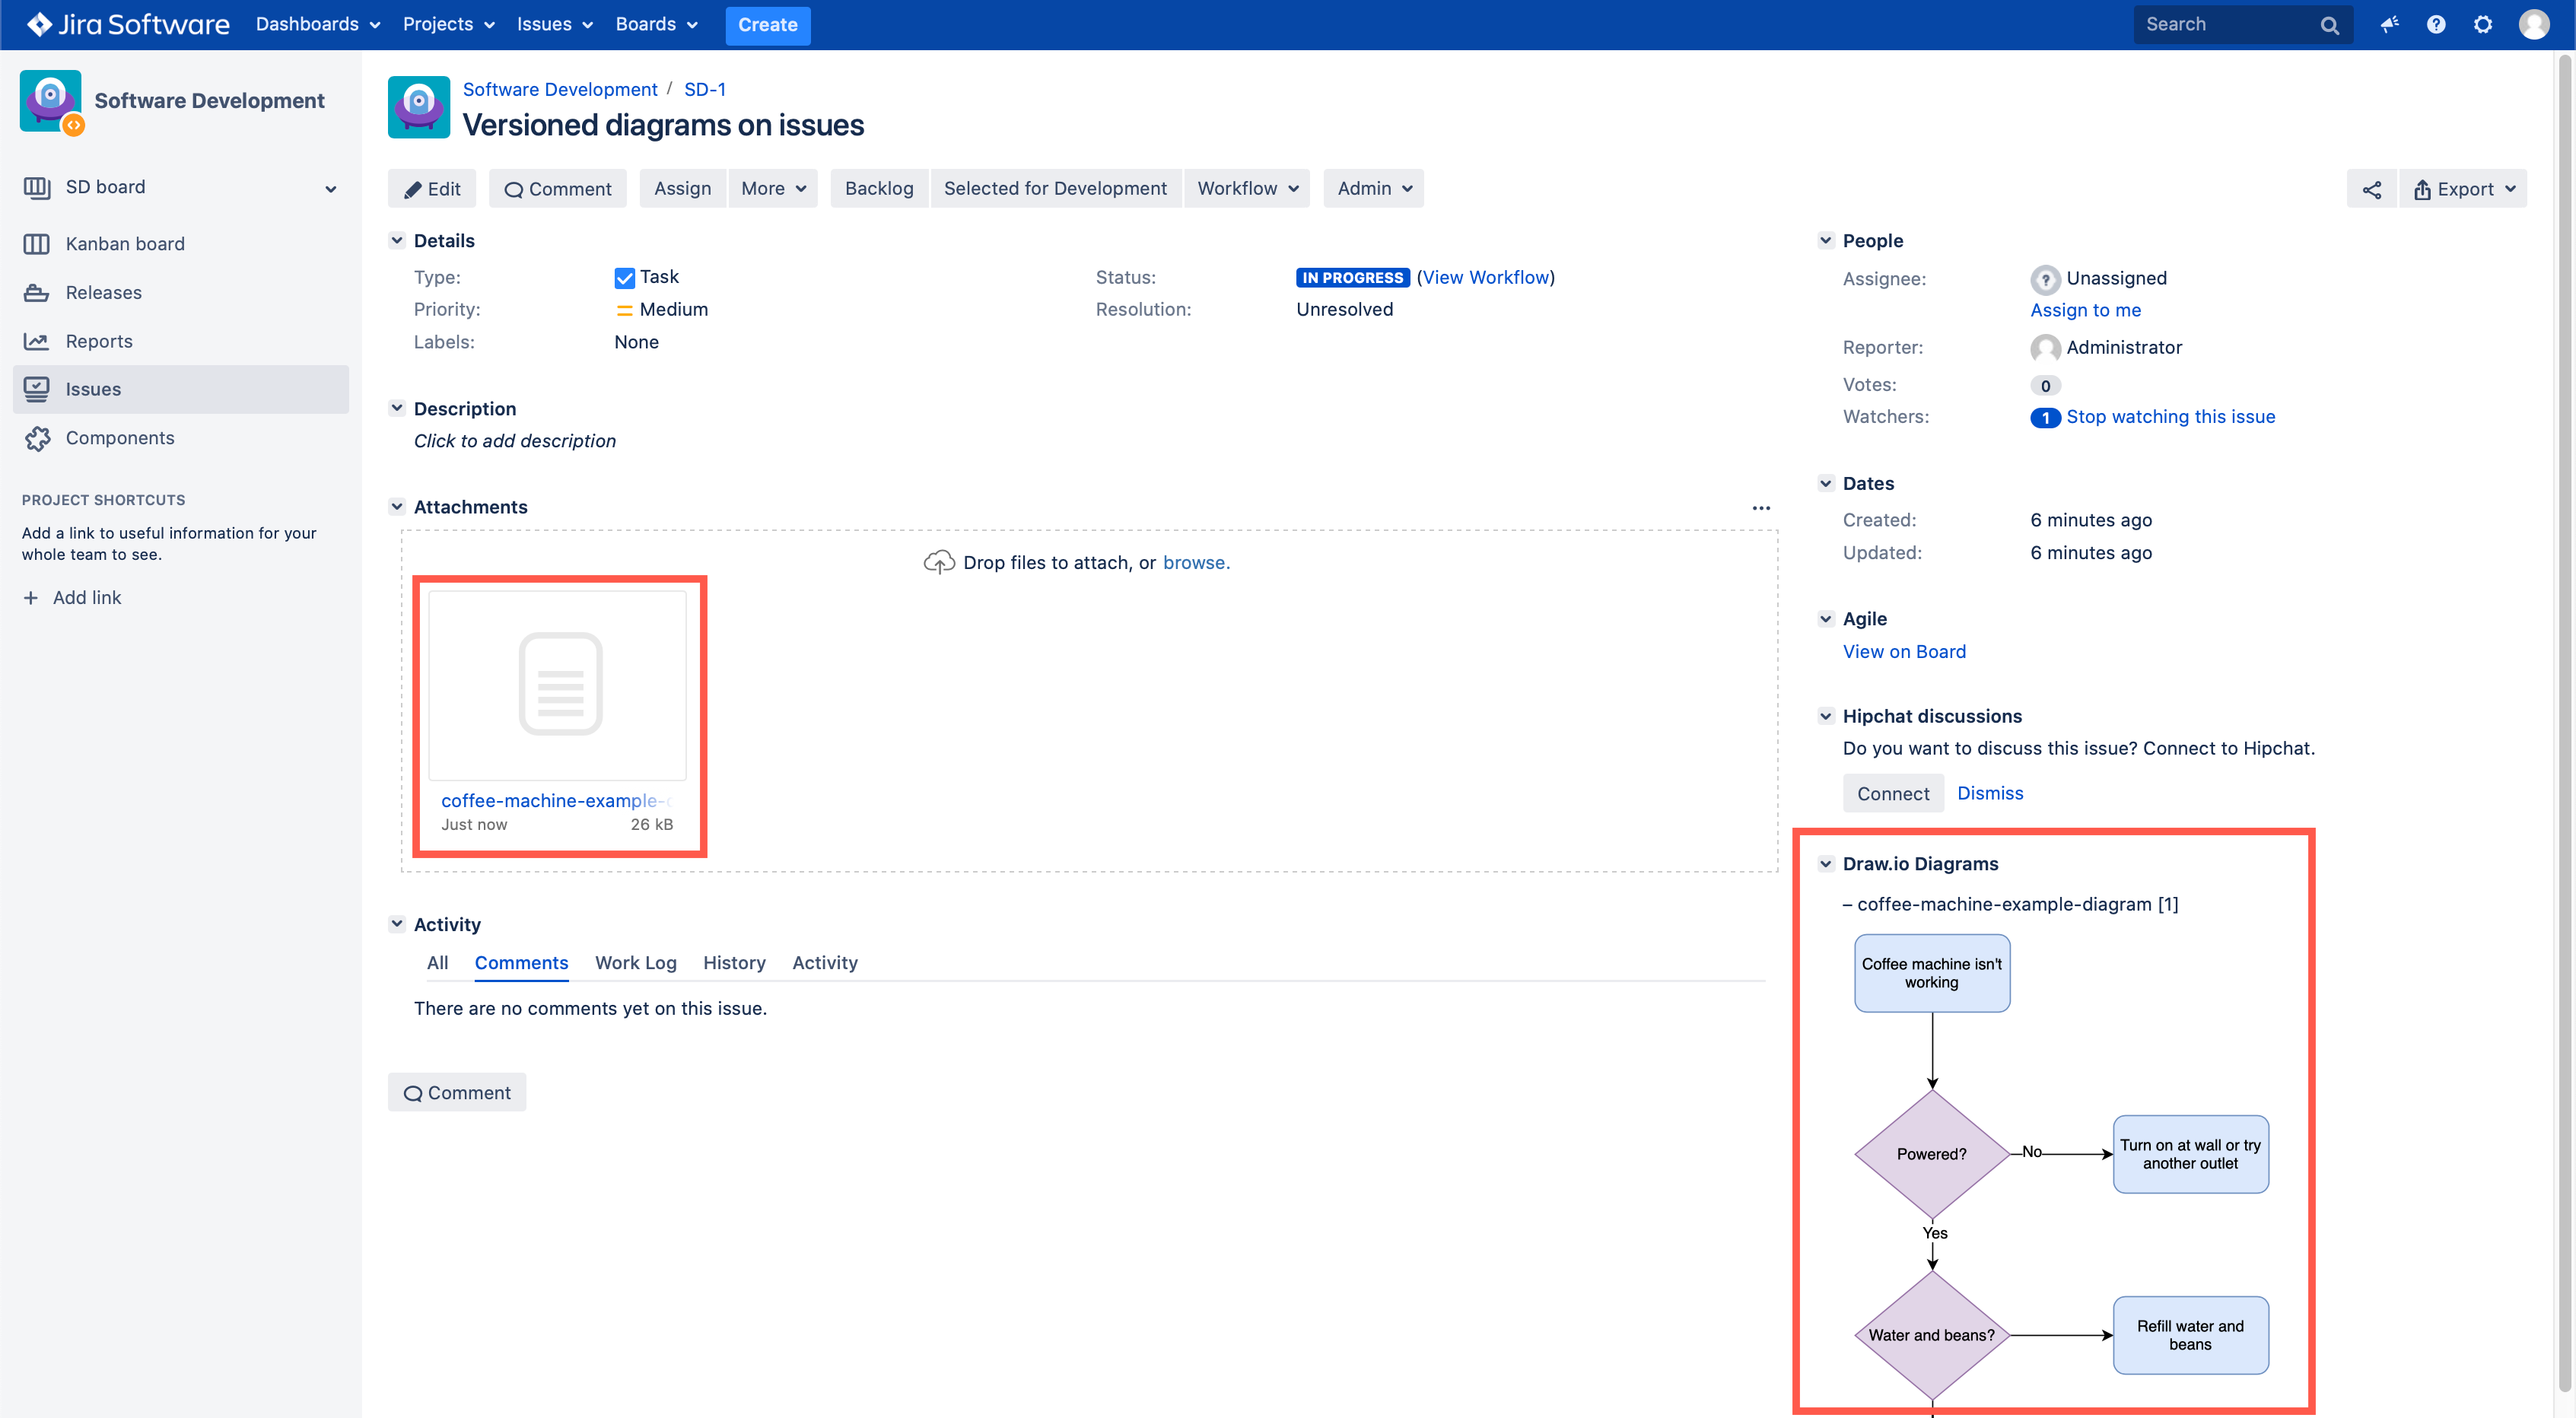 Jira Software Dashboards Projects Issues Boards Create Search
Software Development
SD board
Kanban board
Releases
Reports
Issues
Components
PROJECT SHORTCUTS
Add a link to useful information for your
whole team to see.
+ Add link
Software Development / SD-1
Versioned diagrams on issues
Edit Comment Assign More Backlog Selected for Development Workflow Admin Export
Details
Type: Task
Priority: Medium
Labels: None
Status: IN PROGRESS (View Workflow)
Resolution: Unresolved
Description
Click to add description
Attachments
Drop files to attach, or browse.
coffee-machine-example-
Just now 26 kB
Activity
All Comments Work Log History Activity
There are no comments yet on this issue.
Comment
People
Assignee: ? Unassigned
Assign to me
Reporter: Administrator
Votes: 0
Watchers: 1 Stop watching this issue
Dates
Created: 6 minutes ago
Updated: 6 minutes ago
Agile
View on Board
Hipchat discussions
Do you want to discuss this issue? Connect to Hipchat.
Connect Dismiss
Draw.io Diagrams
– coffee-machine-example-diagram [1]
Coffee machine isn't
working
Powered?
No
Turn on at wall or try
another outlet
Yes
Water and beans?
Refill water and
beans